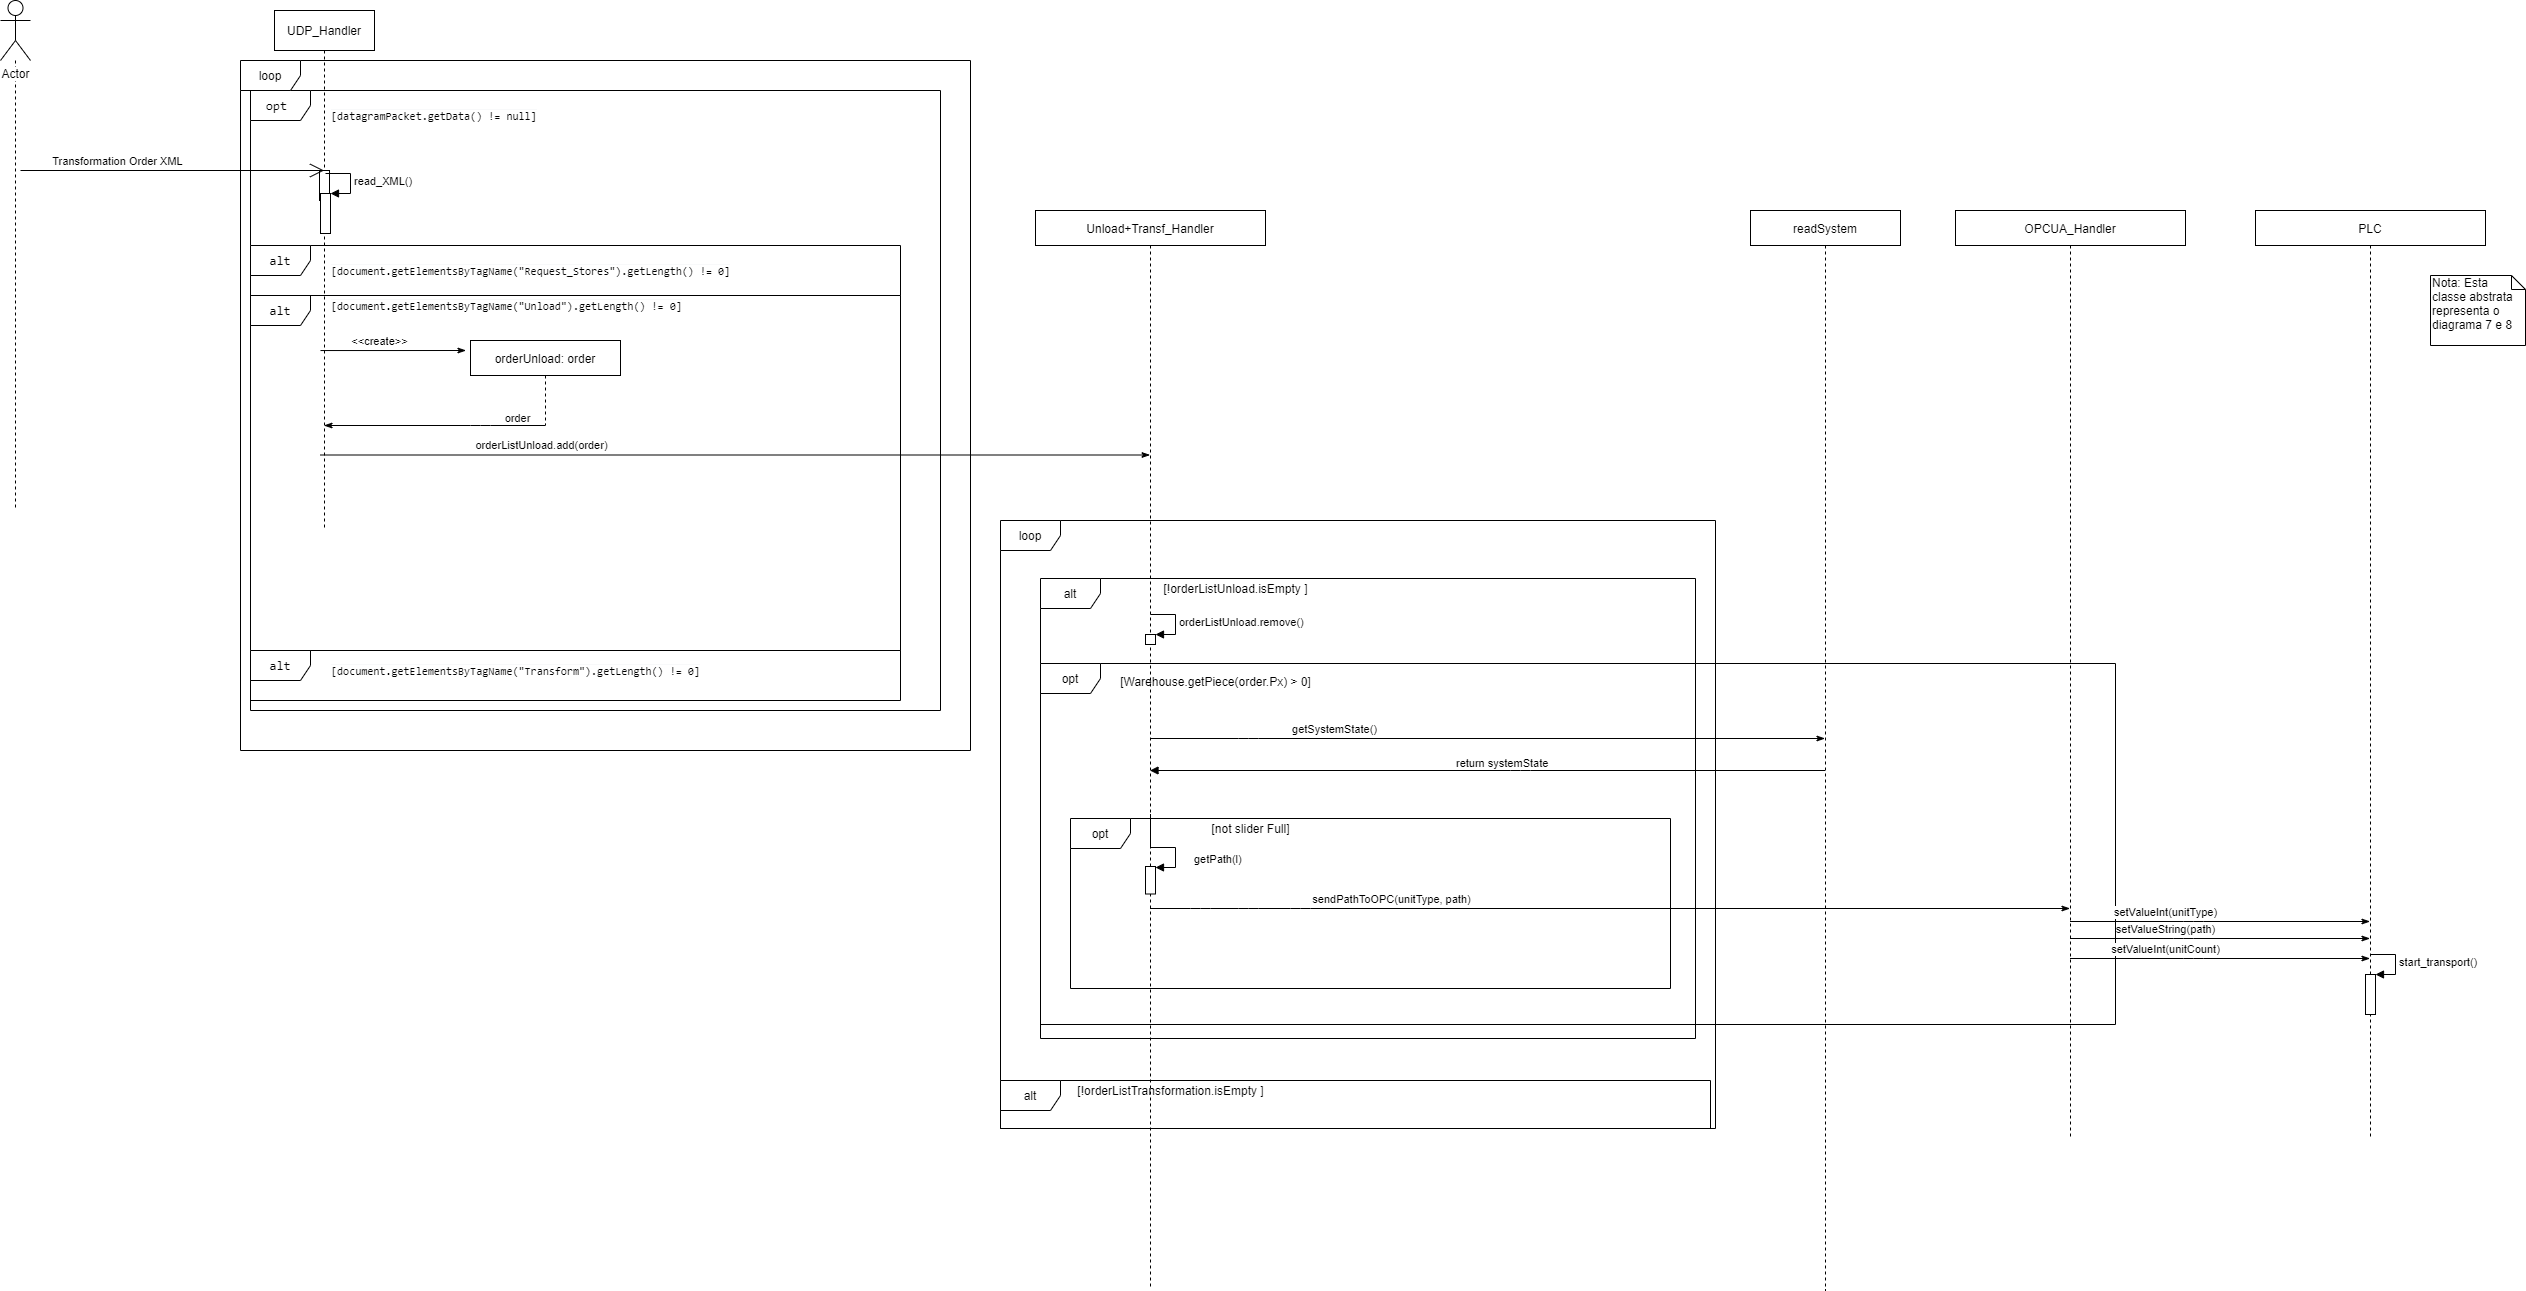 UDP_Handler
Actor
loop
opt
[datagramPacket.getData() != null]
Transformation Order XML
read_XML()
Unload+Transf_Handler
readSystem
OPCUA_Handler
PLC
alt
[document.getElementsByTagName("Request_Stores").getLength() != 0]
Nota: Esta
classe abstrata
representa o
diagrama 7 e 8
alt
[document.getElementsByTagName("Unload").getLength() != 0]
<<create>>
orderUnload: order
order
orderListUnload.add(order)
loop
alt
[!orderListUnload.isEmpty ]
orderListUnload.remove()
alt
[document.getElementsByTagName("Transform").getLength() != 0]
opt
[Warehouse.getPiece(order.Px) > 0]
getSystemState()
return systemState
opt
[not slider Full]
getPath(l)
sendPathToOPC(unitType, path)
setValueInt(unitType)
setValueString(path)
setValueInt(unitCount)
start_transport()
alt
[!orderListTransformation.isEmpty ]